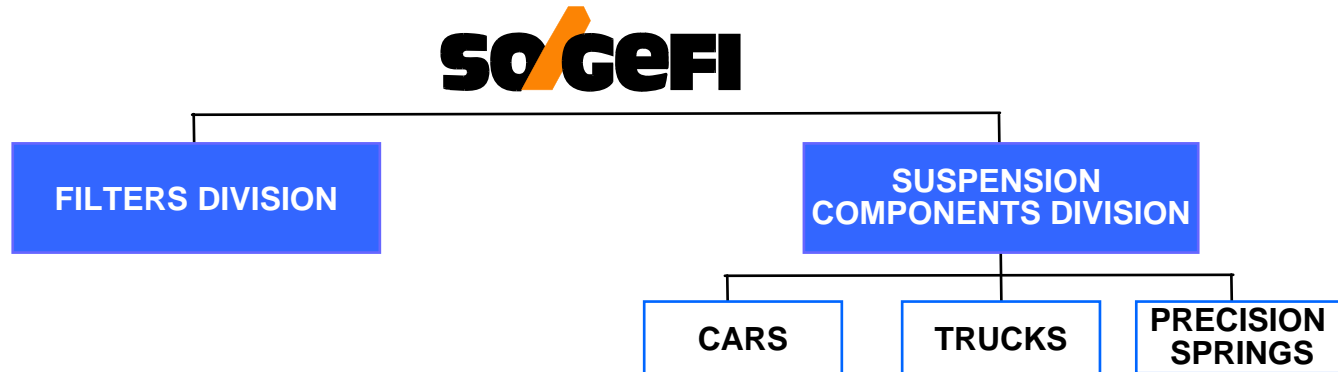 SOGeFI
FILTERS DIVISION
SUSPENSION
COMPONENTS DIVISION
CARS
TRUCKS
PRECISION
SPRINGS